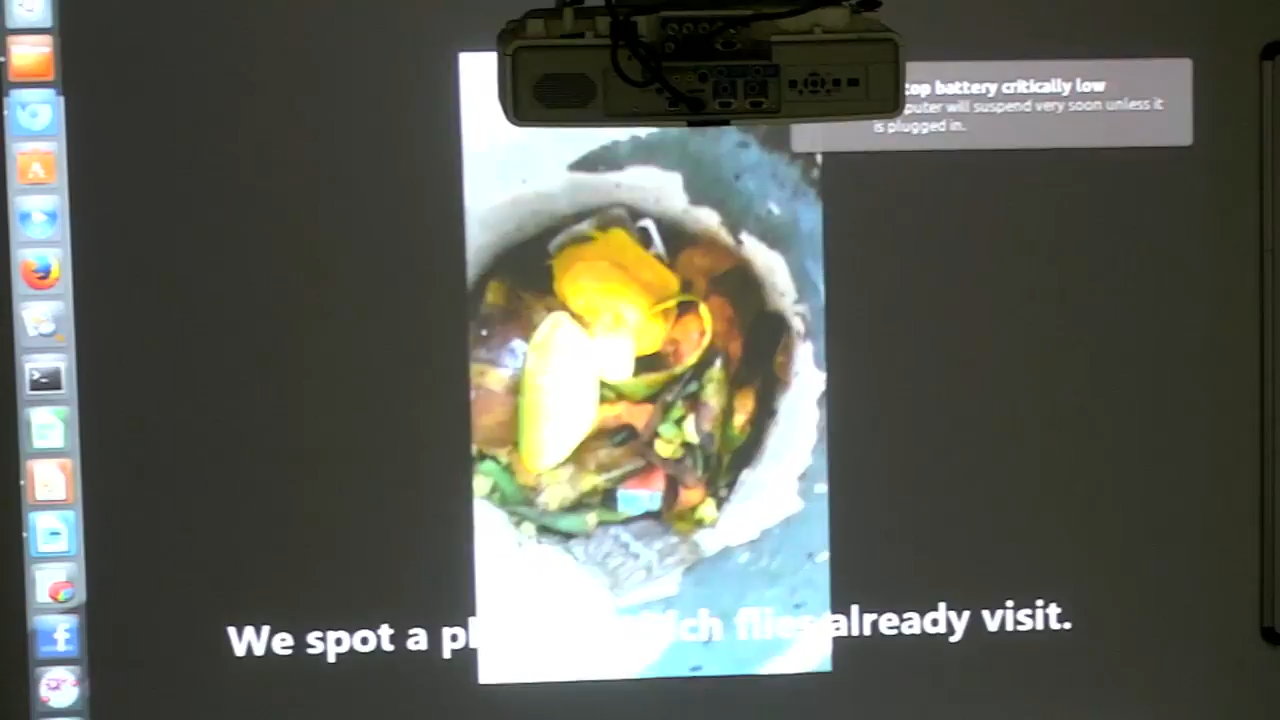 top battery critically low
puter will suspend very soon unless it
is plugged in.
We spot a pl ich flies already visit.